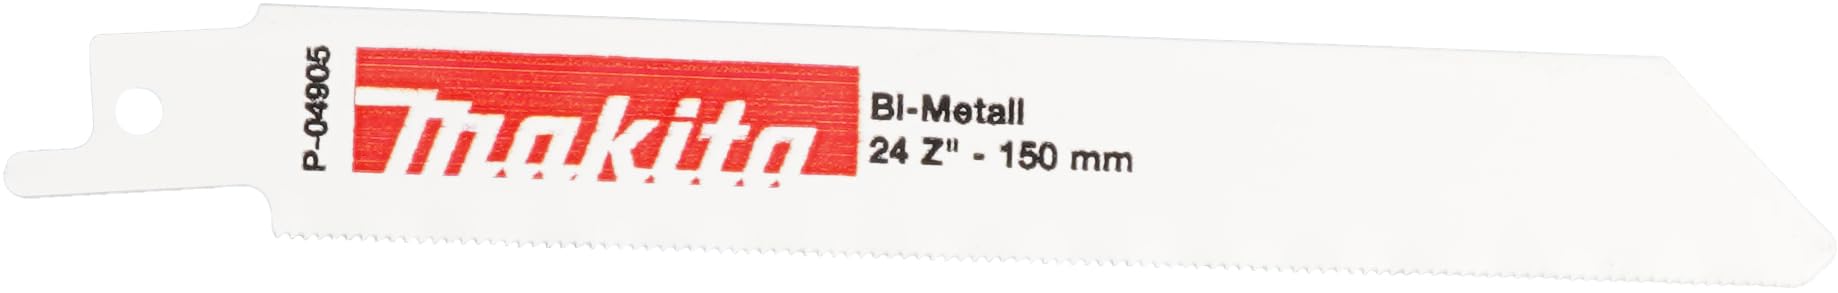 P-04905
makita
Bi-Metall
24 Z" - 150 mm